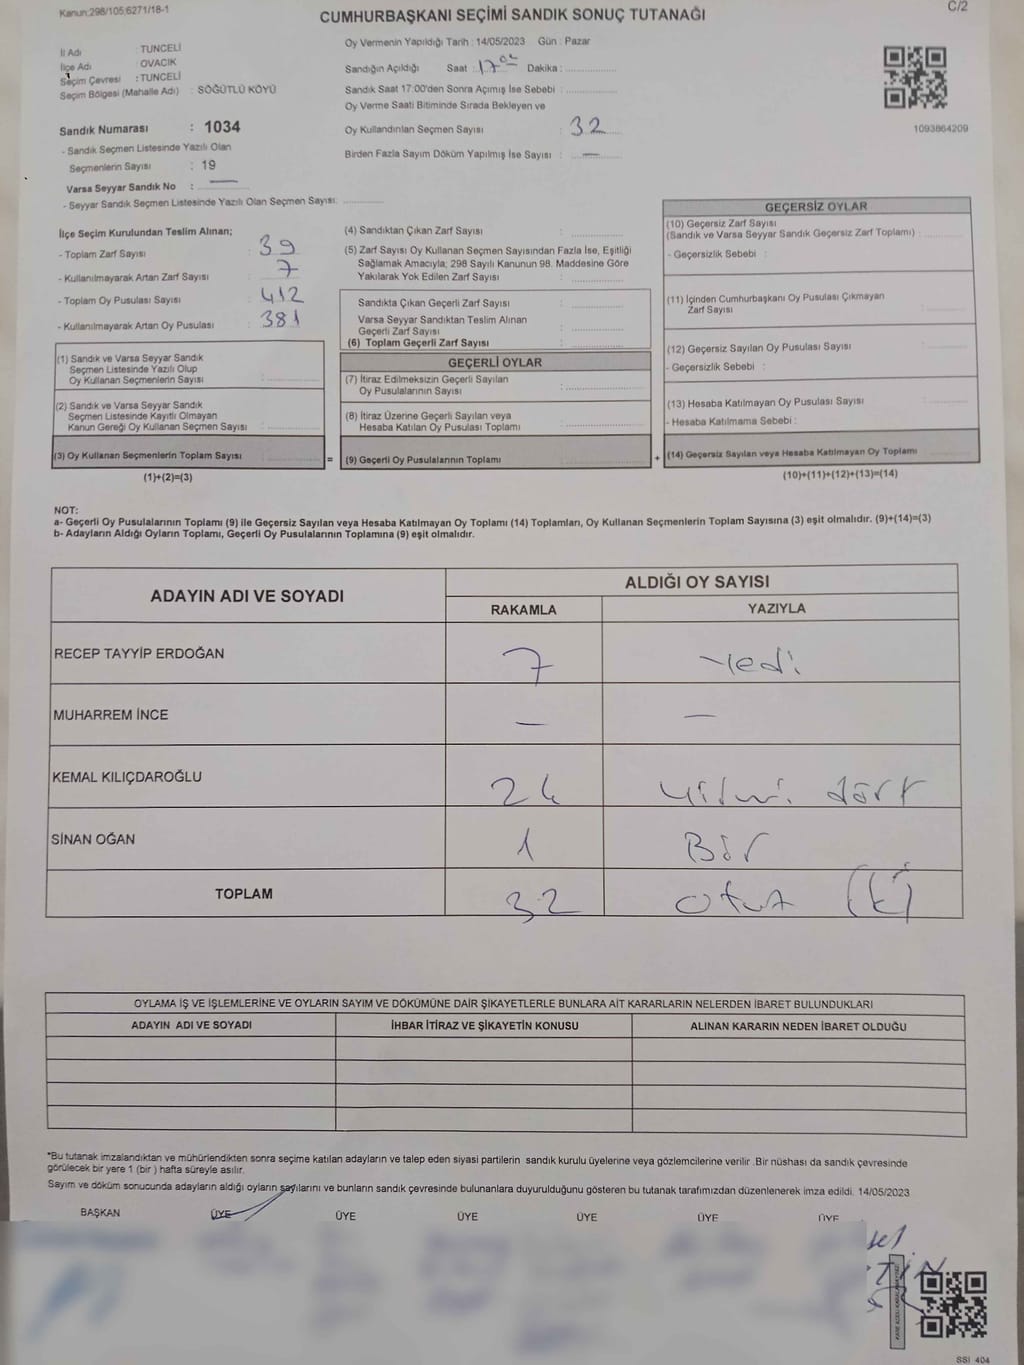 Kanun:298/105;6271/18-1
C/2
CUMHURBAŞKANI SEÇİMİ SANDIK SONUÇ TUTANAĞI
İl Adı : TUNCELİ
İlçe Adı : OVACIK
Seçim Çevresi : TUNCELİ
Seçim Bölgesi (Mahalle Adı) : SÖĞÜTLÜ KÖYÜ
Sandık Numarası : 1034
- Sandık Seçmen Listesinde Yazılı Olan
Seçmenlerin Sayısı : 19
Varsa Seyyar Sandık No : —
- Seyyar Sandık Seçmen Listesinde Yazılı Olan Seçmen Sayısı:
Oy Vermenin Yapıldığı Tarih : 14/05/2023 Gün : Pazar
Sandığın Açıldığı Saat : 17 Dakika :
Sandık Saat 17:00'den Sonra Açımış İse Sebebi :
Oy Verme Saati Bitiminde Sırada Bekleyen ve
Oy Kullandırılan Seçmen Sayısı : 32
Birden Fazla Sayım Döküm Yapılmış İse Sayısı : —
1093864209
İlçe Seçim Kurulundan Teslim Alınan;
- Toplam Zarf Sayısı : 39
- Kullanılmayarak Artan Zarf Sayısı : 7
- Toplam Oy Pusulası Sayısı : 412
- Kullanılmayarak Artan Oy Pusulası : 381
(1) Sandık ve Varsa Seyyar Sandık
Seçmen Listesinde Yazılı Olup
Oy Kullanan Seçmenlerin Sayısı :
(2) Sandık ve Varsa Seyyar Sandık
Seçmen Listesinde Kayıtlı Olmayan
Kanun Gereği Oy Kullanan Seçmen Sayısı :
(3) Oy Kullanan Seçmenlerin Toplam Sayısı :
(1)+(2)=(3)
=
(4) Sandıktan Çıkan Zarf Sayısı :
(5) Zarf Sayısı Oy Kullanan Seçmen Sayısından Fazla İse, Eşitliği
Sağlamak Amacıyla; 298 Sayılı Kanunun 98. Maddesine Göre
Yakılarak Yok Edilen Zarf Sayısı :
Sandıkta Çıkan Geçerli Zarf Sayısı :
Varsa Seyyar Sandıktan Teslim Alınan
Geçerli Zarf Sayısı :
(6) Toplam Geçerli Zarf Sayısı :
GEÇERLİ OYLAR
(7) İtiraz Edilmeksizin Geçerli Sayılan
Oy Pusulalarının Sayısı :
(8) İtiraz Üzerine Geçerli Sayılan veya
Hesaba Katılan Oy Pusulası Toplamı :
(9) Geçerli Oy Pusulalarının Toplamı :
+
GEÇERSİZ OYLAR
(10) Geçersiz Zarf Sayısı
(Sandık ve Varsa Seyyar Sandık Geçersiz Zarf Toplamı) :
- Geçersizlik Sebebi :
(11) İçinden Cumhurbaşkanı Oy Pusulası Çıkmayan
Zarf Sayısı :
(12) Geçersiz Sayılan Oy Pusulası Sayısı :
- Geçersizlik Sebebi :
(13) Hesaba Katılmayan Oy Pusulası Sayısı :
- Hesaba Katılmama Sebebi :
(14) Geçersiz Sayılan veya Hesaba Katılmayan Oy Toplamı :
(10)+(11)+(12)+(13)=(14)
NOT:
a- Geçerli Oy Pusulalarının Toplamı (9) ile Geçersiz Sayılan veya Hesaba Katılmayan Oy Toplamı (14) Toplamları, Oy Kullanan Seçmenlerin Toplam Sayısına (3) eşit olmalıdır. (9)+(14)=(3)
b- Adayların Aldığı Oyların Toplamı, Geçerli Oy Pusulalarının Toplamına (9) eşit olmalıdır.
ADAYIN ADI VE SOYADI ALDIĞI OY SAYISI
RAKAMLA YAZIYLA
RECEP TAYYİP ERDOĞAN 7 Yedi
MUHARREM İNCE — —
KEMAL KILIÇDAROĞLU 24 yirmi dört
SİNAN OĞAN 1 Bir
TOPLAM 32 otuz iki
OYLAMA İŞ VE İŞLEMLERİNE VE OYLARIN SAYIM VE DÖKÜMÜNE DAİR ŞİKAYETLERLE BUNLARA AİT KARARLARIN NELERDEN İBARET BULUNDUKLARI
ADAYIN ADI VE SOYADI İHBAR İTİRAZ VE ŞİKAYETİN KONUSU ALINAN KARARIN NEDEN İBARET OLDUĞU
*Bu tutanak imzalandıktan ve mühürlendikten sonra seçime katılan adayların ve talep eden siyasi partilerin sandık kurulu üyelerine veya gözlemcilerine verilir .Bir nüshası da sandık çevresinde
görülecek bir yere 1 (bir ) hafta süreyle asılır.
Sayım ve döküm sonucunda adayların aldığı oyların sayılarını ve bunların sandık çevresinde bulunanlara duyurulduğunu gösteren bu tutanak tarafımızdan düzenlenerek imza edildi. 14/05/2023
BAŞKAN ÜYE ÜYE ÜYE ÜYE ÜYE ÜYE
SSI 404